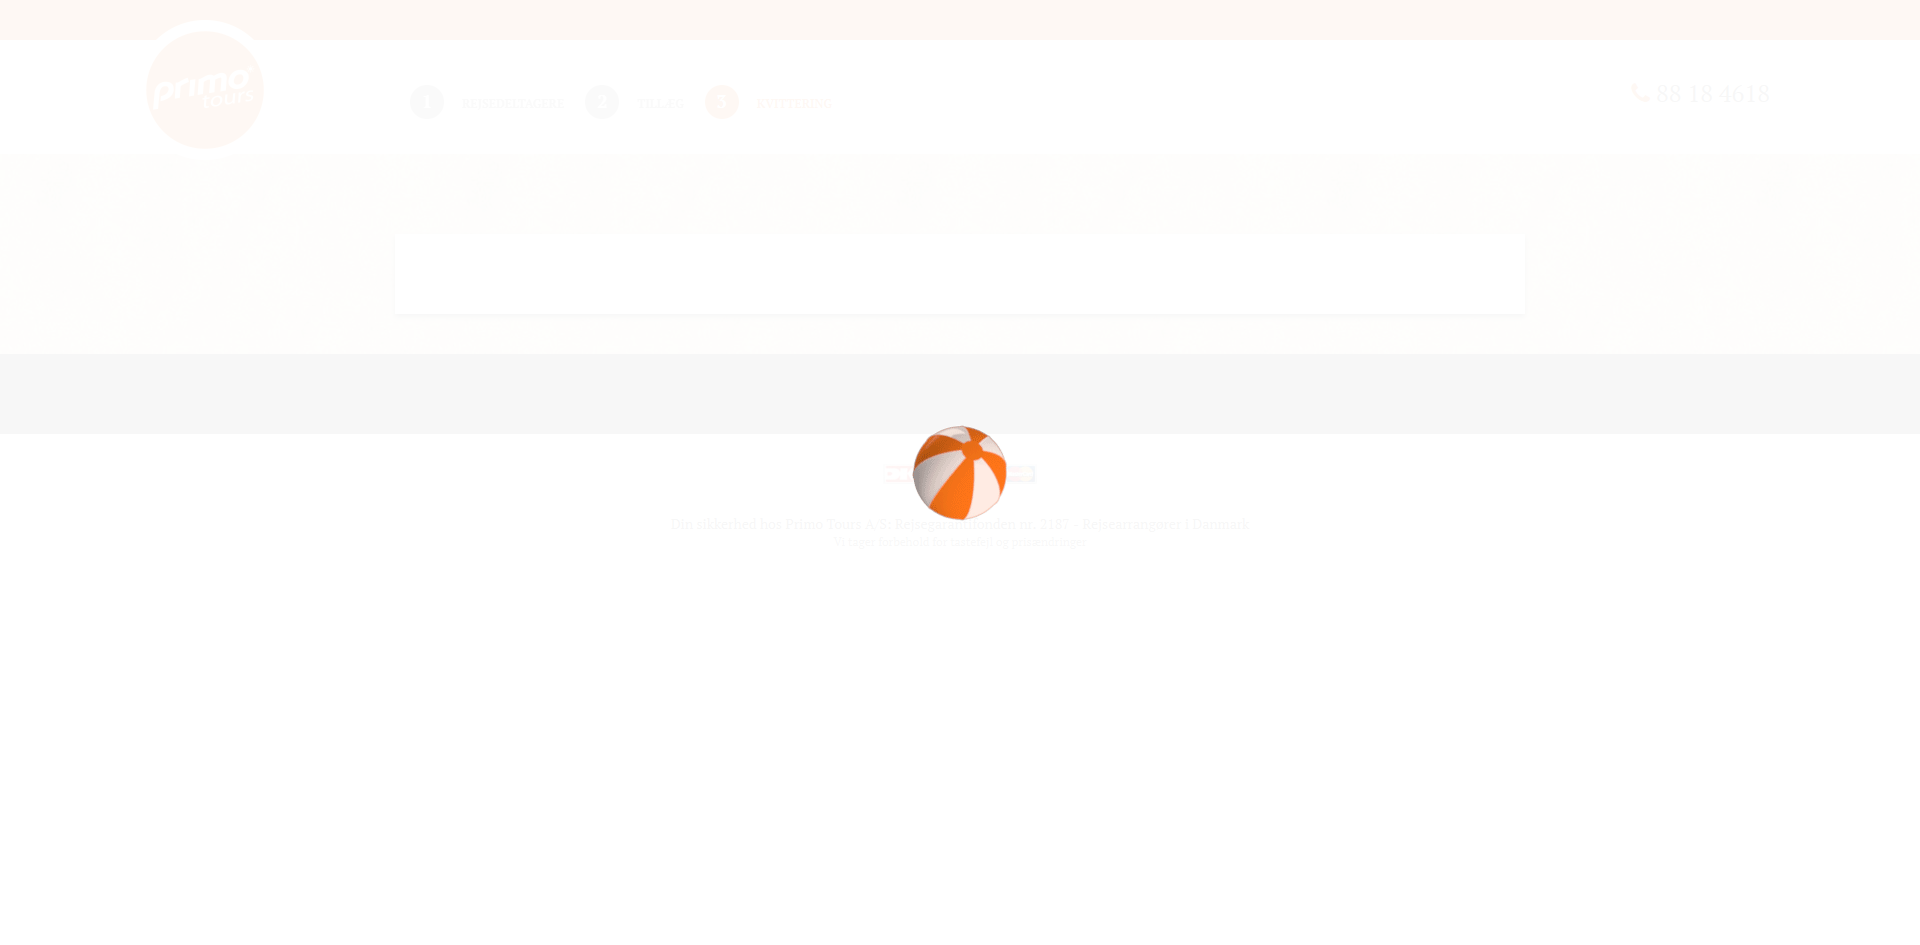 primo
tours
1 REJSEDELTAGERE 2 TILLÆG 3 KVITTERING
88 18 4618
Din sikkerhed hos Primo Tours A/S: Rejsegarantifonden nr. 2187 - Rejsearrangører i Danmark
Vi tager forbehold for tastefejl og prisændringer.